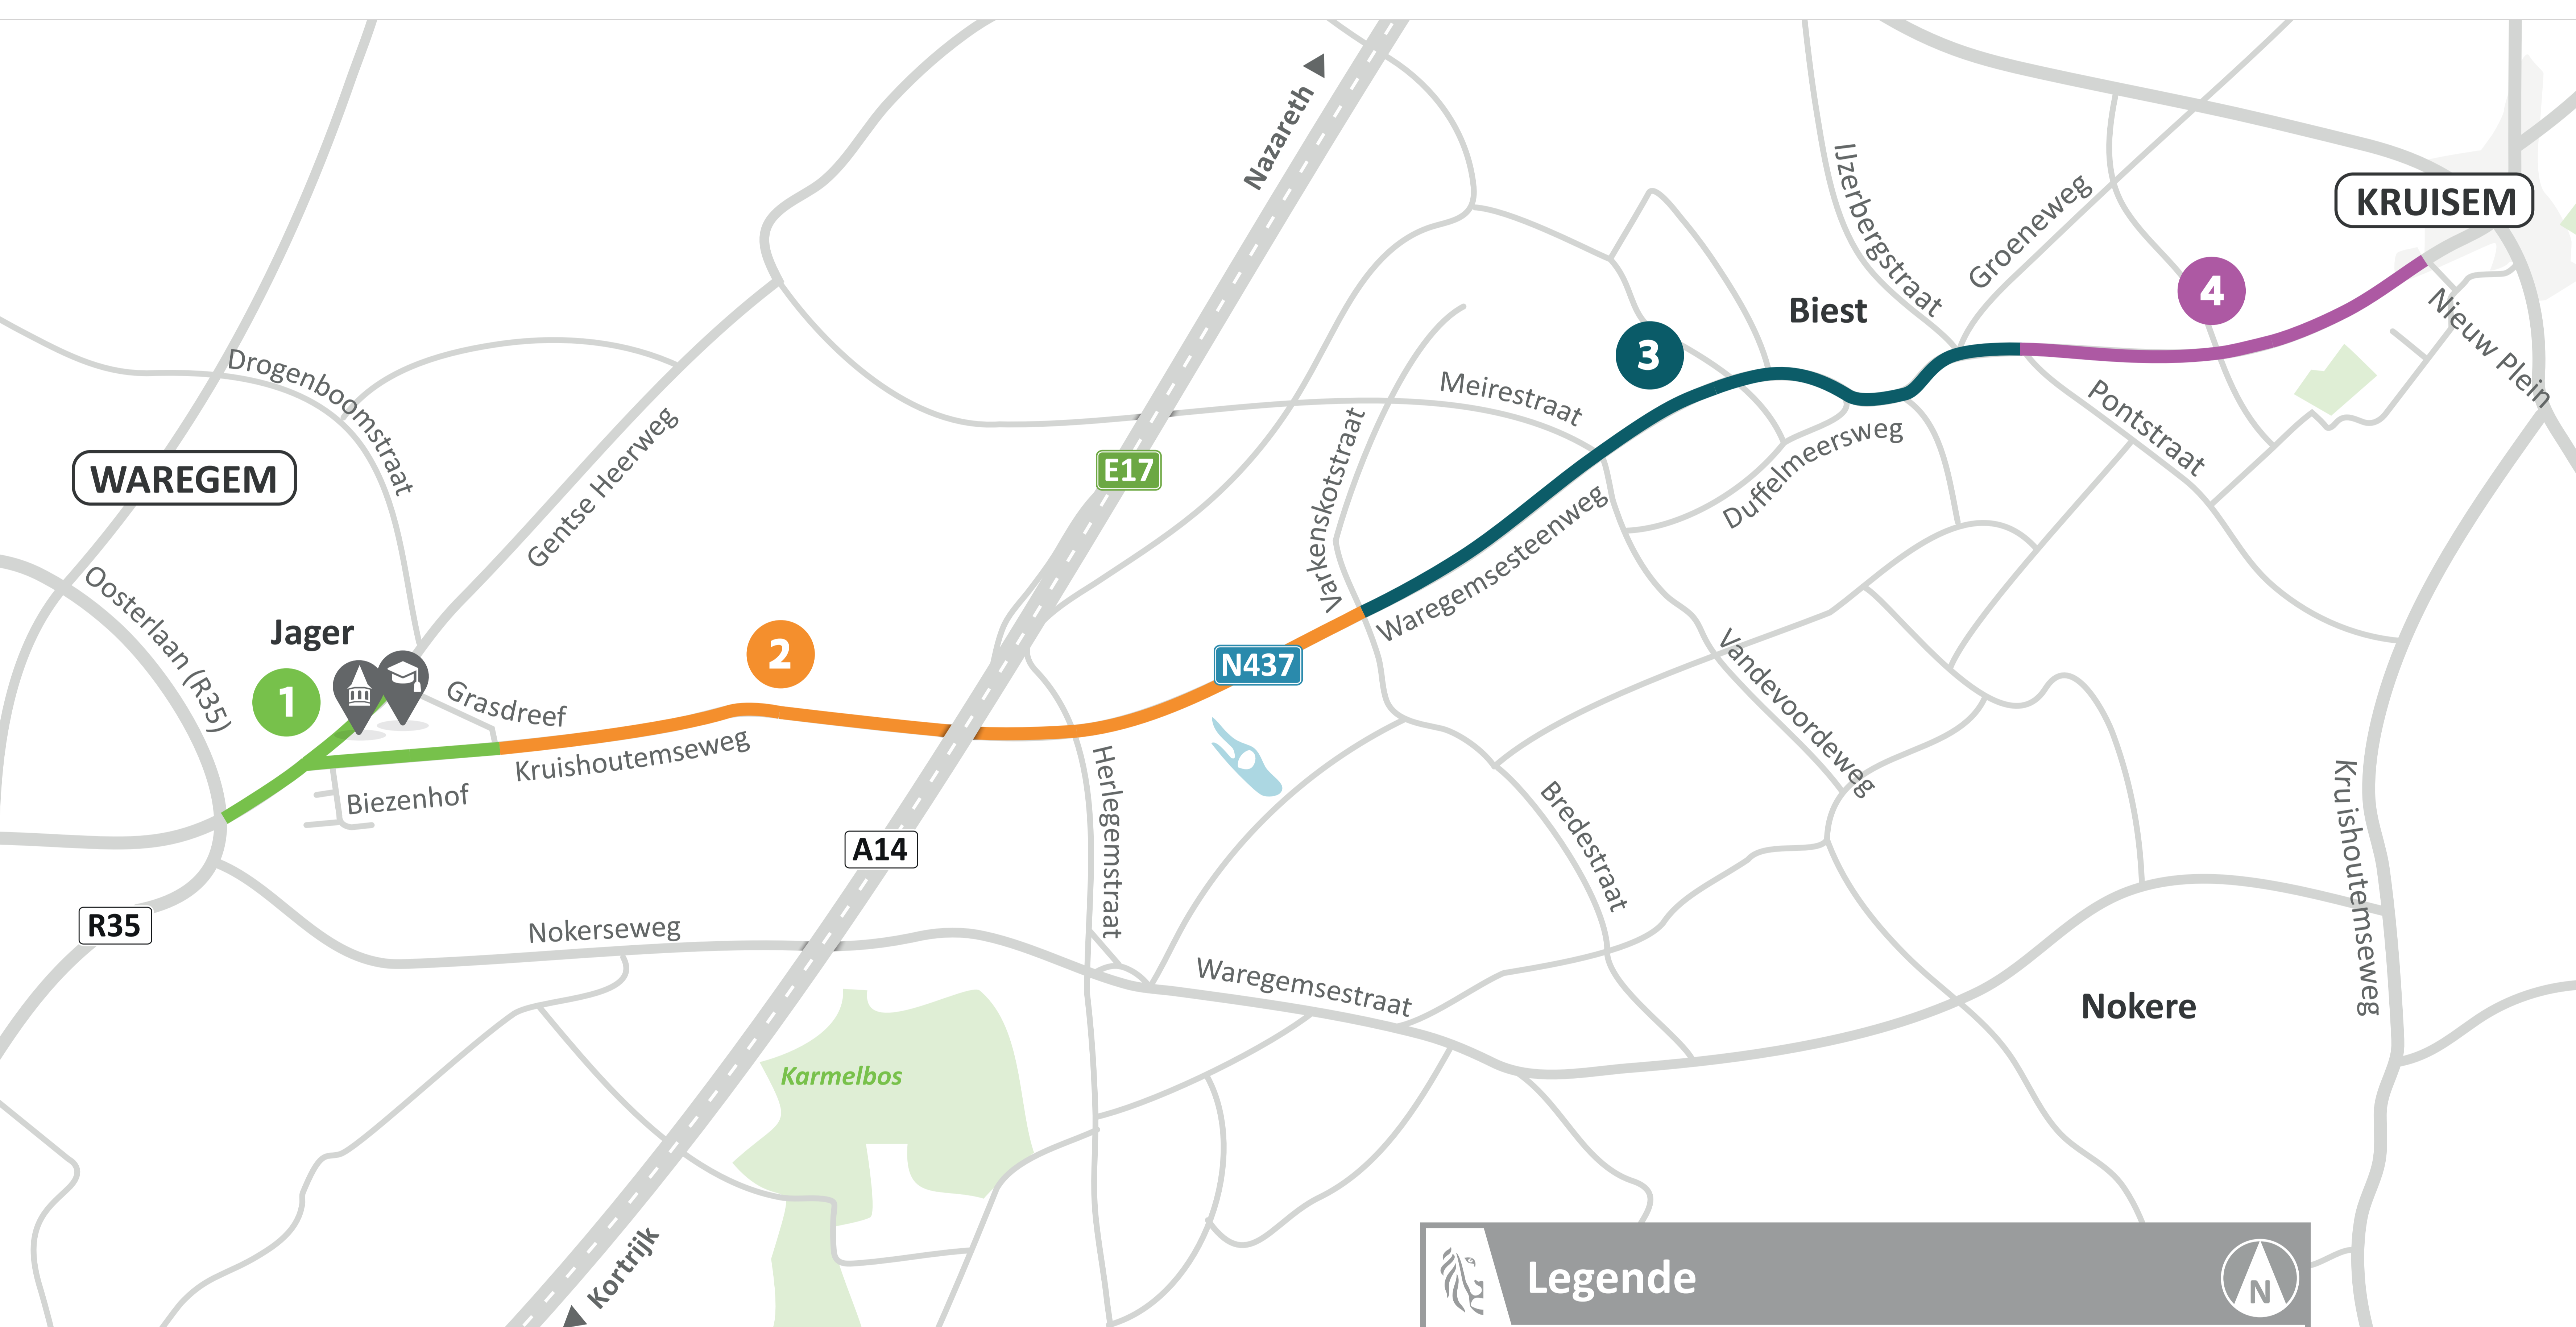 Nazareth
KRUISEM
IJzerbergstraat
Groeneweg
4
Biest
3
Nieuw Plein
Drogenboomstraat
Meirestraat
Pontstraat
WAREGEM
Gentse Heerweg
E17
Varkenskotstraat
Duffelmeersweg
Waregemsesteenweg
Oosterlaan (R35)
Jager
1
2
N437
Grasdreef
Kruishoutemseweg
Vandevoordeweg
Biezenhof
Herlegemstraat
Bredestraat
Kruishoutemseweg
A14
R35
Nokerseweg
Waregemsestraat
Nokere
Karmelbos
Kortrijk
Legende
N